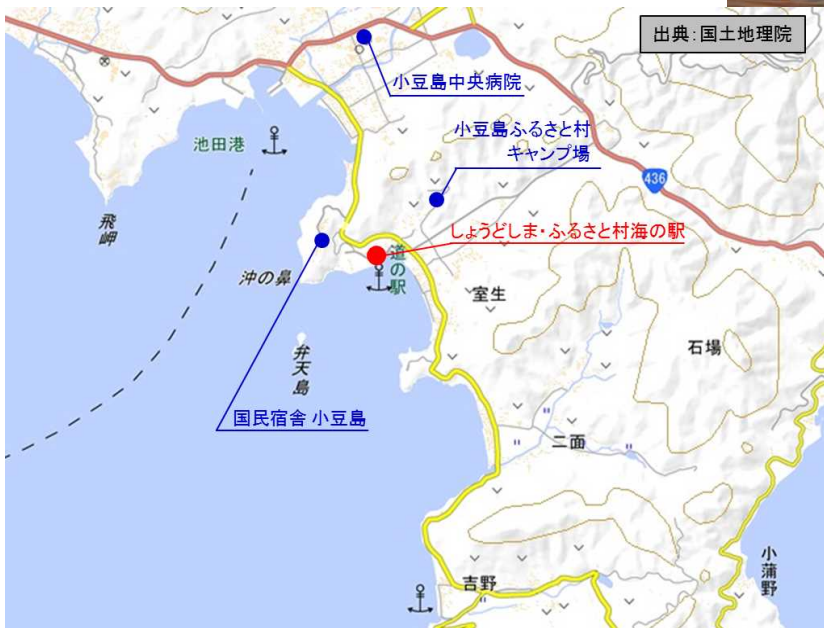 出典：国土地理院
小豆島中央病院
小豆島ふるさと村
キャンプ場
池田港
436
飛岬
しょうどしま・ふるさと村海の駅
道の駅
沖の鼻
室生
石場
弁天島
国民宿舎 小豆島
二面
小蒲野
吉野